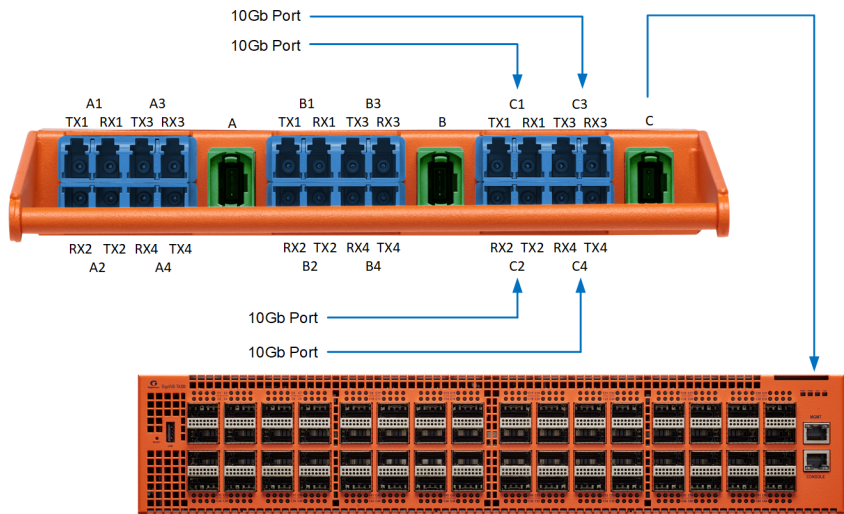 10Gb Port
10Gb Port
A1 A3 B1 B3 C1 C3
TX1 RX1 TX3 RX3 A TX1 RX1 TX3 RX3 B TX1 RX1 TX3 RX3 C
RX2 TX2 RX4 TX4 RX2 TX2 RX4 TX4 RX2 TX2 RX4 TX4
A2 A4 B2 B4 C2 C4
10Gb Port
10Gb Port
MGMT
CONSOLE